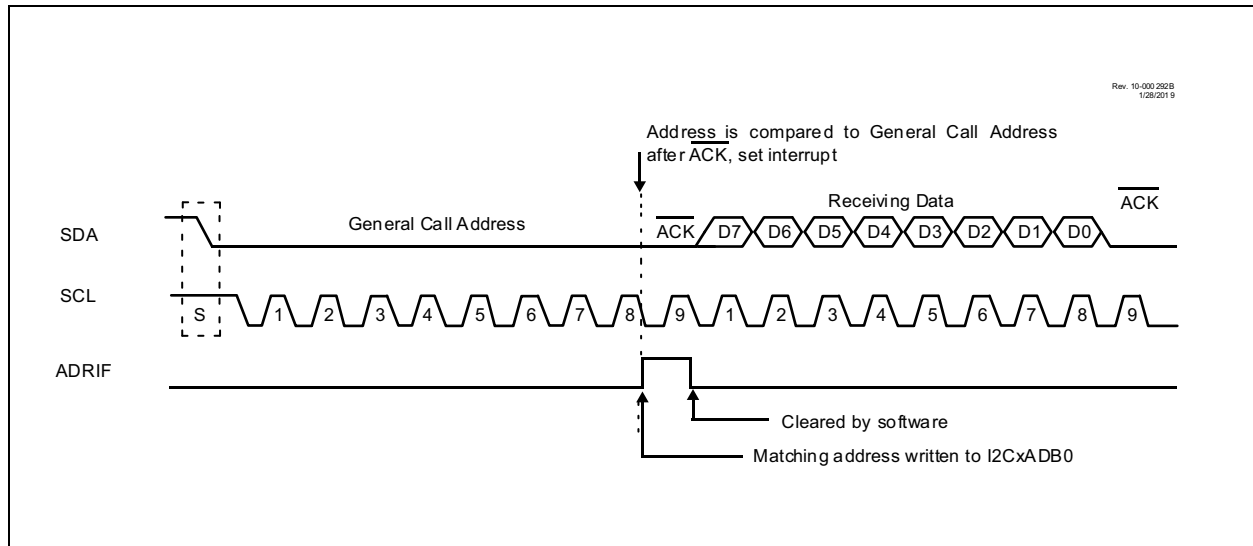 Rev. 10-000292B
1/28/2019
Address is compared to General Call Address
after ACK, set interrupt
Receiving Data
ACK
General Call Address
SDA
ACK
D7 D6 D5 D4 D3 D2 D1 D0
SCL
S
1 2 3 4 5 6 7 8 9 1 2 3 4 5 6 7 8 9
ADRIF
Cleared by software
Matching address written to I2CxADB0